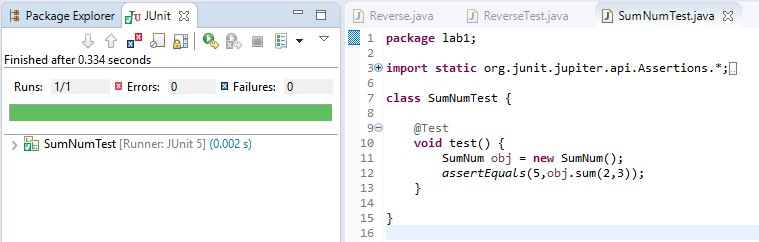 Package Explorer JUnit
Finished after 0.334 seconds
Runs: 1/1 Errors: 0 Failures: 0
SumNumTest [Runner: JUnit 5] (0.002 s)
Reverse.java ReverseTest.java SumNumTest.java
1 package lab1;
2
3 import static org.junit.jupiter.api.Assertions.*;
6
7 class SumNumTest {
8
9 @Test
10 void test() {
11 SumNum obj = new SumNum();
12 assertEquals(5,obj.sum(2,3));
13 }
14
15 }
16